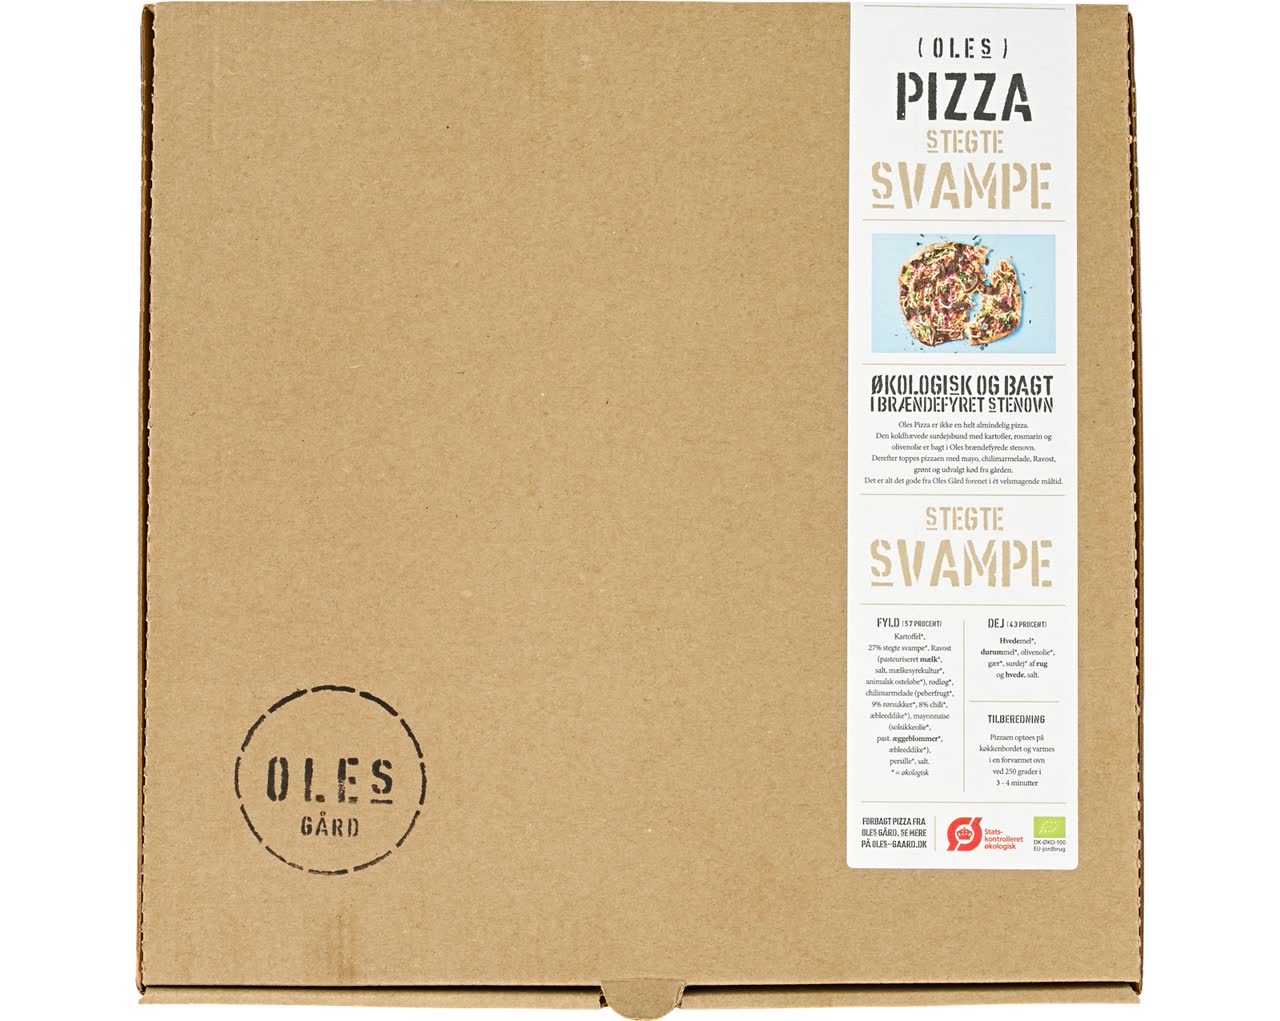 ( OLES )
PIZZA
STEGTE
SVAMPE
ØKOLOGISK OG BAGT
I BRÆNDEFYRET STENOVN
Oles Pizza er ikke en helt almindelig pizza.
Den koldhævede surdejsbund med kartofler, rosmarin og
olivenolie er bagt i Oles brændefyrede stenovn.
Derefter toppes pizzaen med mayo, chilimarmelade, Ravost,
grønt og udvalgt kød fra gården.
Det er alt det gode fra Oles Gård forenet i ét velsmagende måltid.
STEGTE
SVAMPE
FYLD (57 PROCENT)
Kartoffel*,
27% stegte svampe*, Ravost
(pasteuriseret mælk*,
salt, mælkesyrekultur*,
animalsk osteløbe*), rødløg*,
chilimarmelade (peberfrugt*,
9% rørsukker*, 8% chili*,
æbleeddike*), mayonnaise
(solsikkeolie*,
past. æggeblommer*,
æbleeddike*),
persille*, salt.
* = økologisk
DEJ (43 PROCENT)
Hvedemel*,
durummel*, olivenolie*,
gær*, surdej* af rug
og hvede, salt.
TILBEREDNING
Pizzaen optøes på
køkkenbordet og varmes
i en forvarmet ovn
ved 250 grader i
3 - 4 minutter
FORBAGT PIZZA FRA
OLES GÅRD. SE MERE
PÅ OLES-GAARD.DK
Ø
Stats-
kontrolleret
økologisk
DK-ØKO-100
EU-jordbrug
OLES
GÅRD